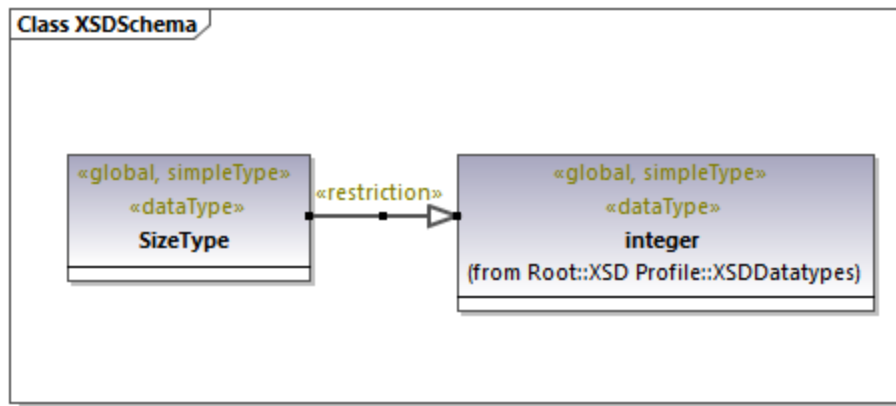 Class XSDSchema
«global, simpleType»
«dataType»
SizeType
«restriction»
«global, simpleType»
«dataType»
integer
(from Root::XSD Profile::XSDDatatypes)